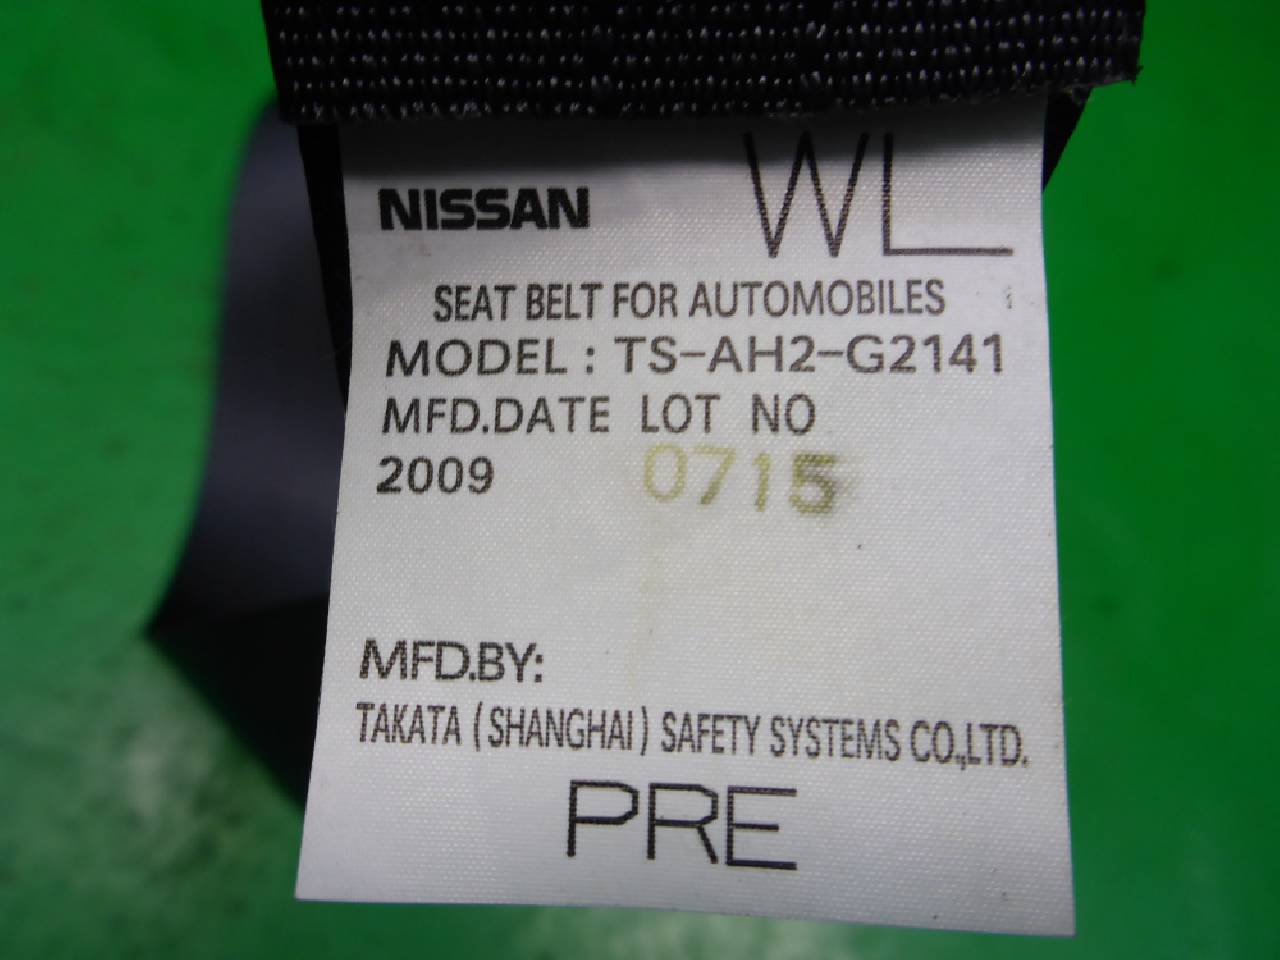 NISSAN WL
SEAT BELT FOR AUTOMOBILES
MODEL : TS-AH2-G2141
MFD.DATE LOT NO
2009 0715
MFD.BY:
TAKATA (SHANGHAI) SAFETY SYSTEMS CO.,LTD.
PRE